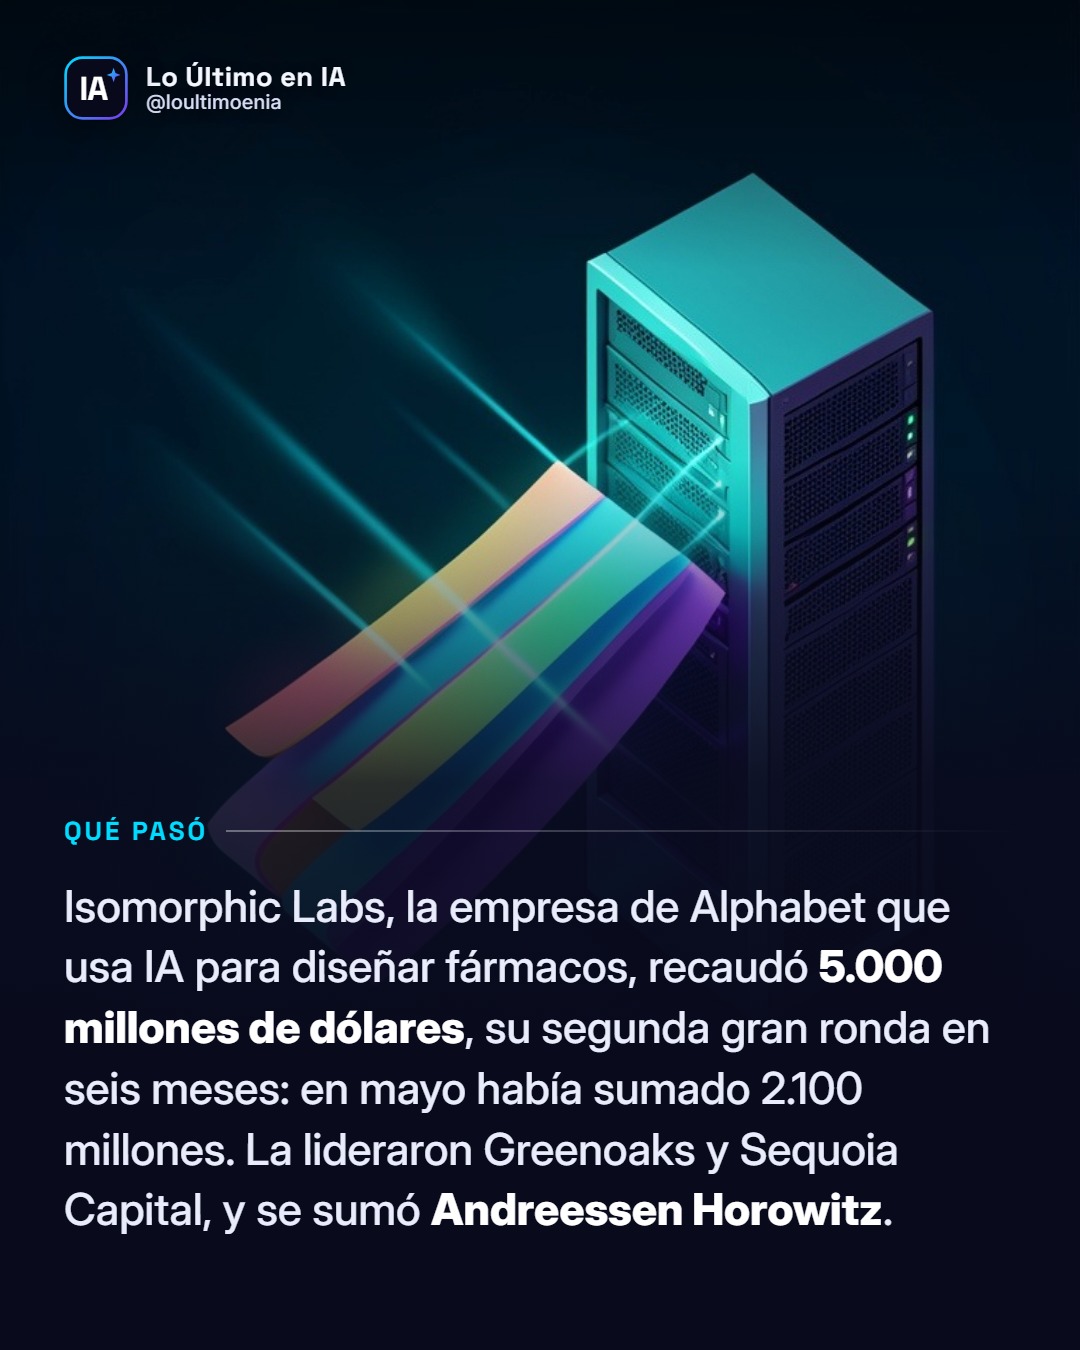 IA
Lo Último en IA
@loultimoenia
QUÉ PASÓ
Isomorphic Labs, la empresa de Alphabet que
usa IA para diseñar fármacos, recaudó 5.000
millones de dólares, su segunda gran ronda en
seis meses: en mayo había sumado 2.100
millones. La lideraron Greenoaks y Sequoia
Capital, y se sumó Andreessen Horowitz.